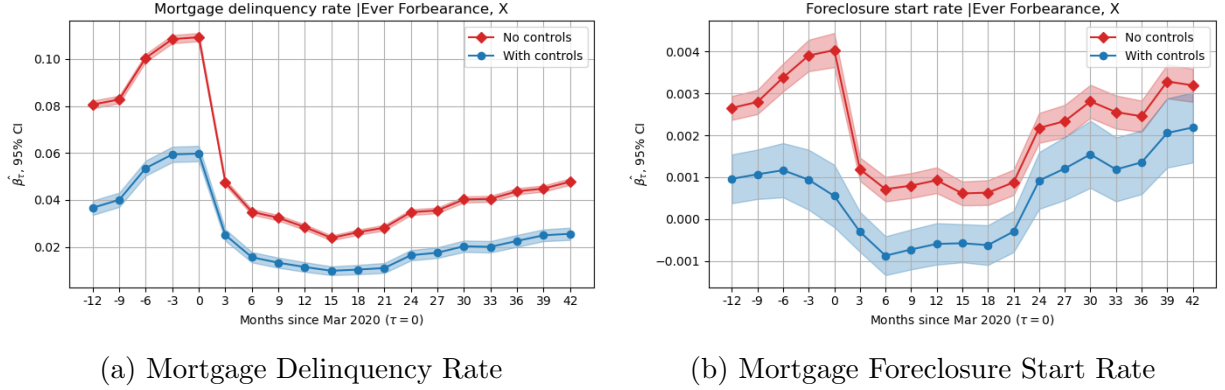 Mortgage delinquency rate |Ever Forbearance, X
No controls
With controls
0.10
0.08
0.06
0.04
0.02
β̂τ, 95% CI
-12 -9 -6 -3 0 3 6 9 12 15 18 21 24 27 30 33 36 39 42
Months since Mar 2020 (τ = 0)
(a) Mortgage Delinquency Rate
Foreclosure start rate |Ever Forbearance, X
No controls
With controls
0.004
0.003
0.002
0.001
0.000
−0.001
β̂τ, 95% CI
-12 -9 -6 -3 0 3 6 9 12 15 18 21 24 27 30 33 36 39 42
Months since Mar 2020 (τ = 0)
(b) Mortgage Foreclosure Start Rate